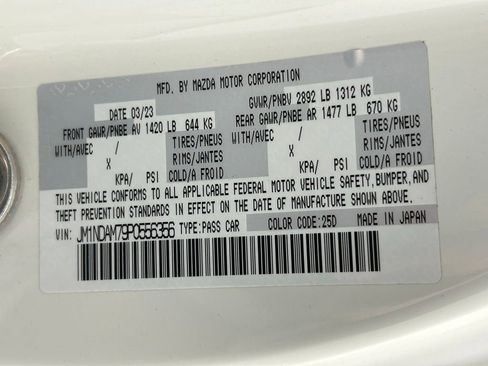 MFD. BY MAZDA MOTOR CORPORATION
DATE 03/23 GVWR/PNBV 2892 LB 1312 KG
FRONT GAWR/PNBE AV 1420 LB 644 KG REAR GAWR/PNBE AR 1477 LB 670 KG
WITH/AVEC / TIRES/PNEUS WITH/AVEC / TIRES/PNEUS
X RIMS/JANTES X RIMS/JANTES
KPA/ PSI COLD/A FROID KPA/ PSI COLD/A FROID
THIS VEHICLE CONFORMS TO ALL APPLICABLE FEDERAL MOTOR VEHICLE SAFETY, BUMPER, AND
THEFT PREVENTION STANDARDS IN EFFECT ON THE DATE OF MANUFACTURE SHOWN ABOVE.
VIN: JM1NDAM79P0556356 TYPE:PASS CAR COLOR CODE:25D MADE IN JAPAN